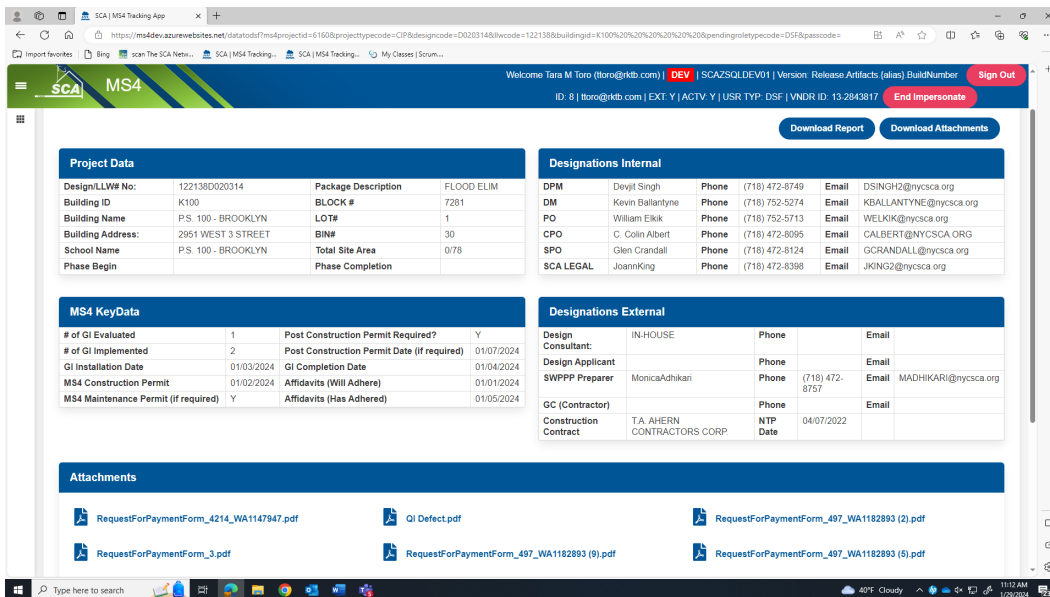 SCA | MS4 Tracking App
https://ms4dev.azurewebsites.net/datatodsf?ms4projectid=6160&projecttypecode=CIP&designcode=D020314&llwcode=122138&buildingid=K100%20%20%20%20%20%20&pendingroletypecode=DSF&passcode=
Import favorites Bing scan The SCA Netw... SCA | MS4 Tracking... SCA | MS4 Tracking... My Classes | Scrum...
SCA MS4
Welcome Tara M Toro (ttoro@rktb.com) | DEV | SCAZSQLDEV01 | Version: Release.Artifacts.{alias}.BuildNumber Sign Out
ID: 8 | ttoro@rktb.com | EXT: Y | ACTV: Y | USR TYP: DSF | VNDR ID: 13-2843817 End Impersonate
Download Report Download Attachments
Project Data
Design/LLW# No: 122138D020314 Package Description FLOOD ELIM
Building ID K100 BLOCK # 7281
Building Name P.S. 100 - BROOKLYN LOT# 1
Building Address: 2951 WEST 3 STREET BIN# 30
School Name P.S. 100 - BROOKLYN Total Site Area 0/78
Phase Begin Phase Completion
Designations Internal
DPM Devjit Singh Phone (718) 472-8749 Email DSINGH2@nycsca.org
DM Kevin Ballantyne Phone (718) 752-5274 Email KBALLANTYNE@nycsca.org
PO William Elkik Phone (718) 752-5713 Email WELKIK@nycsca.org
CPO C. Colin Albert Phone (718) 472-8095 Email CALBERT@NYCSCA.ORG
SPO Glen Crandall Phone (718) 472-8124 Email GCRANDALL@nycsca.org
SCA LEGAL JoannKing Phone (718) 472-8398 Email JKING2@nycsca.org
MS4 KeyData
# of GI Evaluated 1 Post Construction Permit Required? Y
# of GI Implemented 2 Post Construction Permit Date (if required) 01/07/2024
GI Installation Date 01/03/2024 GI Completion Date 01/04/2024
MS4 Construction Permit 01/02/2024 Affidavits (Will Adhere) 01/01/2024
MS4 Maintenance Permit (if required) Y Affidavits (Has Adhered) 01/05/2024
Designations External
Design Consultant: IN-HOUSE Phone Email
Design Applicant Phone Email
SWPPP Preparer MonicaAdhikari Phone (718) 472-8757 Email MADHIKARI@nycsca.org
GC (Contractor) Phone Email
Construction Contract T.A. AHERN CONTRACTORS CORP. NTP Date 04/07/2022
Attachments
RequestForPaymentForm_4214_WA1147947.pdf QI Defect.pdf RequestForPaymentForm_497_WA1182893 (2).pdf
RequestForPaymentForm_3.pdf RequestForPaymentForm_497_WA1182893 (9).pdf RequestForPaymentForm_497_WA1182893 (5).pdf
Type here to search 40°F Cloudy 11:12 AM
1/29/2024